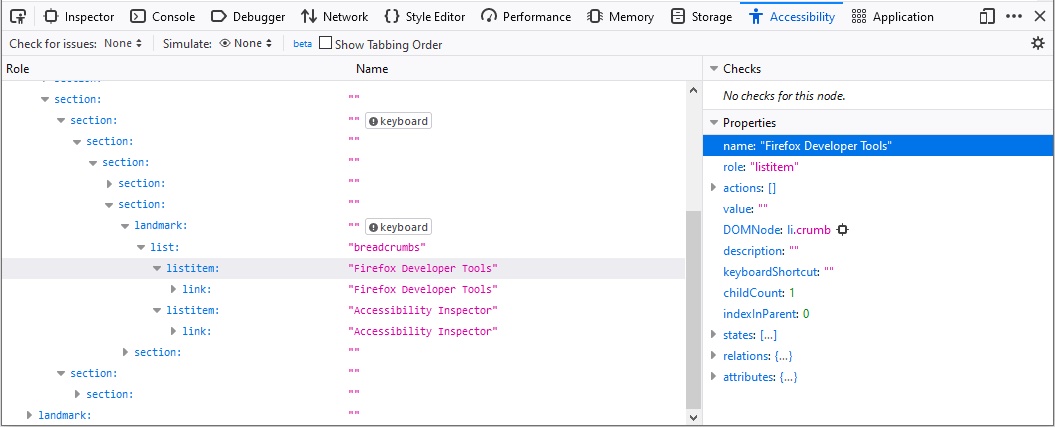 Inspector Console Debugger Network Style Editor Performance Memory Storage Accessibility Application
Check for issues: None Simulate: None beta Show Tabbing Order
Role Name
section: ""
section: "" keyboard
section: ""
section: ""
section: ""
section: ""
landmark: "" keyboard
list: "breadcrumbs"
listitem: "Firefox Developer Tools"
link: "Firefox Developer Tools"
listitem: "Accessibility Inspector"
link: "Accessibility Inspector"
section: ""
section: ""
section: ""
landmark: ""
Checks
No checks for this node.
Properties
name: "Firefox Developer Tools"
role: "listitem"
actions: []
value: ""
DOMNode: li.crumb
description: ""
keyboardShortcut: ""
childCount: 1
indexInParent: 0
states: […]
relations: {…}
attributes: {…}